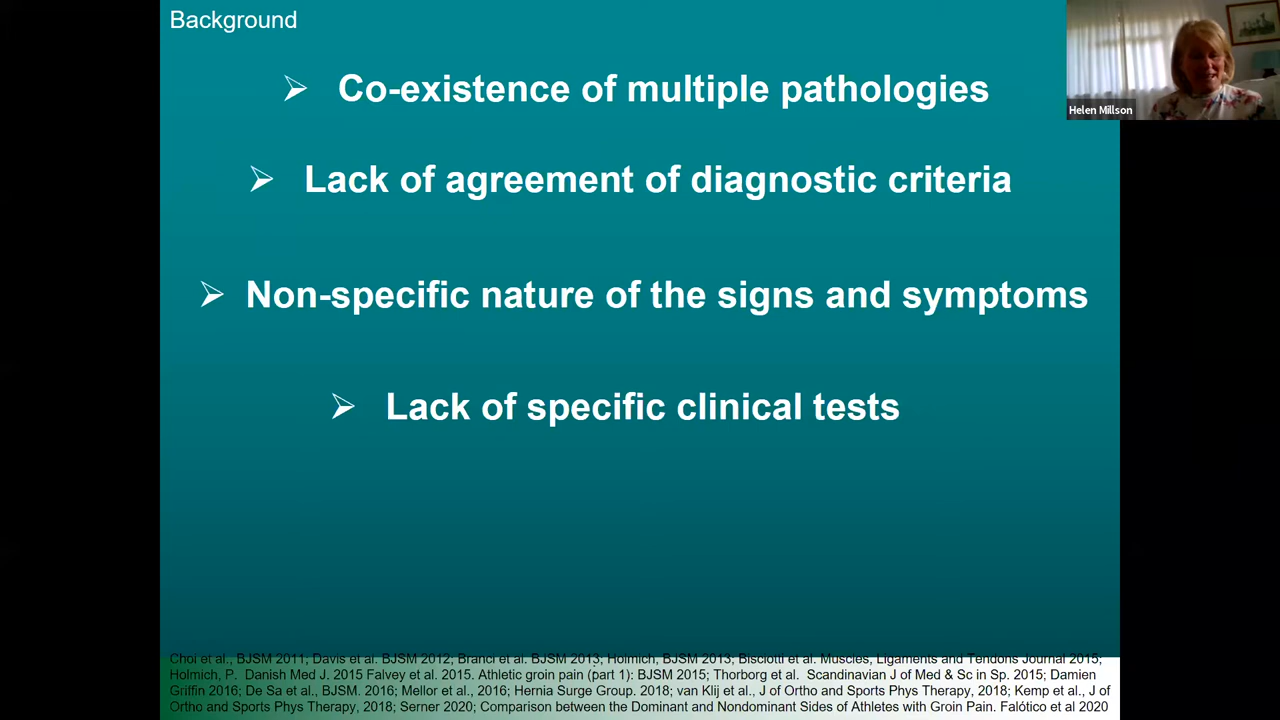 Background
➢ Co-existence of multiple pathologies
Helen Millson
➢ Lack of agreement of diagnostic criteria
➢ Non-specific nature of the signs and symptoms
➢ Lack of specific clinical tests
Choi et al., BJSM 2011; Davis et al. BJSM 2012; Branci et al. BJSM 2013; Holmich, BJSM 2013; Bisciotti et al. Muscles, Ligaments and Tendons Journal 2015;
Holmich, P. Danish Med J. 2015 Falvey et al. 2015. Athletic groin pain (part 1): BJSM 2015; Thorborg et al. Scandinavian J of Med & Sc in Sp. 2015; Damien
Griffin 2016; De Sa et al., BJSM. 2016; Mellor et al., 2016; Hernia Surge Group. 2018; van Klij et al., J of Ortho and Sports Phys Therapy, 2018; Kemp et al., J of
Ortho and Sports Phys Therapy, 2018; Serner 2020; Comparison between the Dominant and Nondominant Sides of Athletes with Groin Pain. Falótico et al 2020